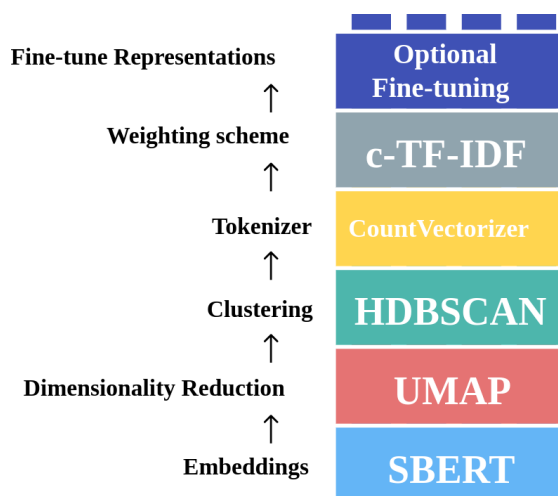 Fine-tune Representations
Optional
Fine-tuning
Weighting scheme
c-TF-IDF
Tokenizer
CountVectorizer
Clustering
HDBSCAN
Dimensionality Reduction
UMAP
Embeddings
SBERT